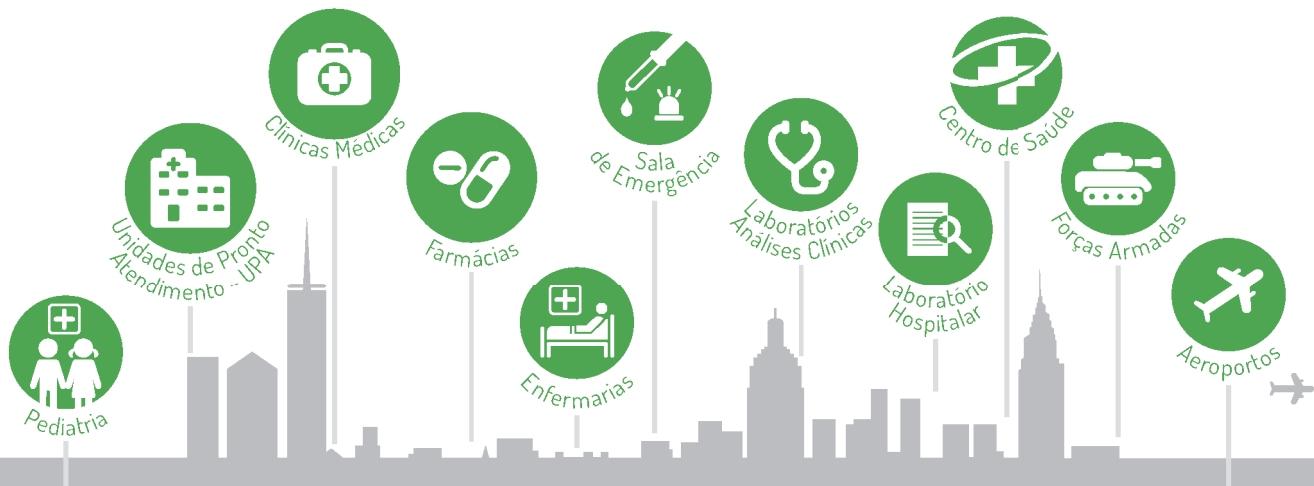 Pediatria
Unidades de Pronto
Atendimento - UPA
Clínicas Médicas
Farmácias
Enfermarias
Sala
de Emergência
Laboratórios
Análises Clínicas
Laboratório
Hospitalar
Centro de Saúde
Forças Armadas
Aeroportos